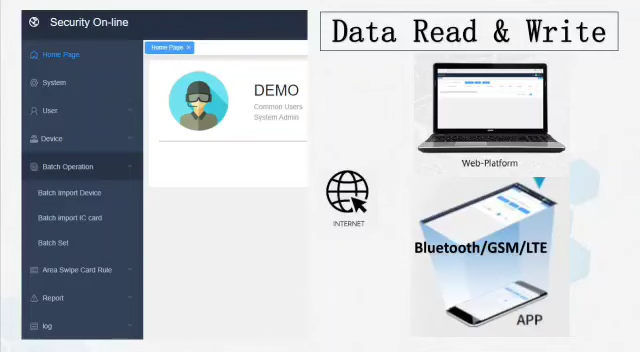 Security On-line
Home Page
System
User
Device
Batch Operation
Batch Import Device
Batch Import IC card
Batch Set
Area Swipe Card Rule
Report
log
Home Page ×
DEMO
Common Users
System Admin
Data Read & Write
Web-Platform
INTERNET
Bluetooth/GSM/LTE
APP